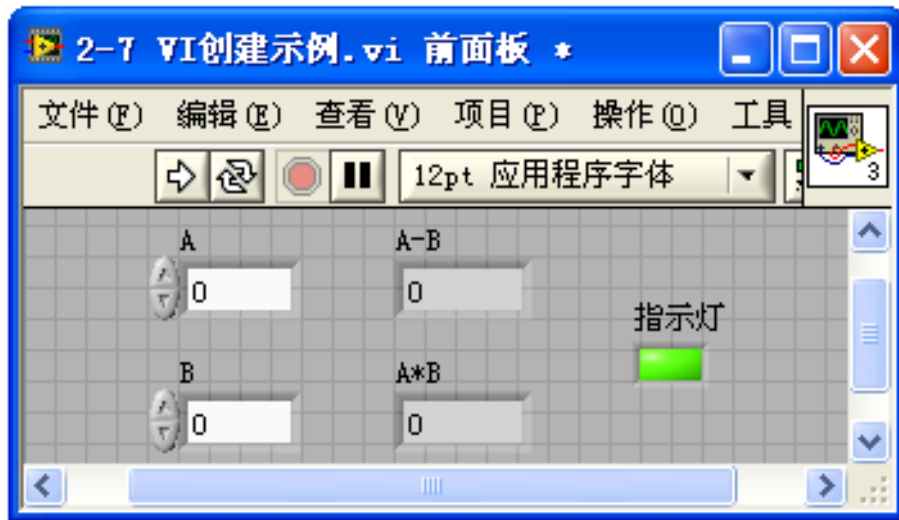 2-7 VI创建示例.vi 前面板 *
文件(F) 编辑(E) 查看(V) 项目(P) 操作(O) 工具
12pt 应用程序字体
3
A
A-B
0
0
指示灯
B
A*B
0
0